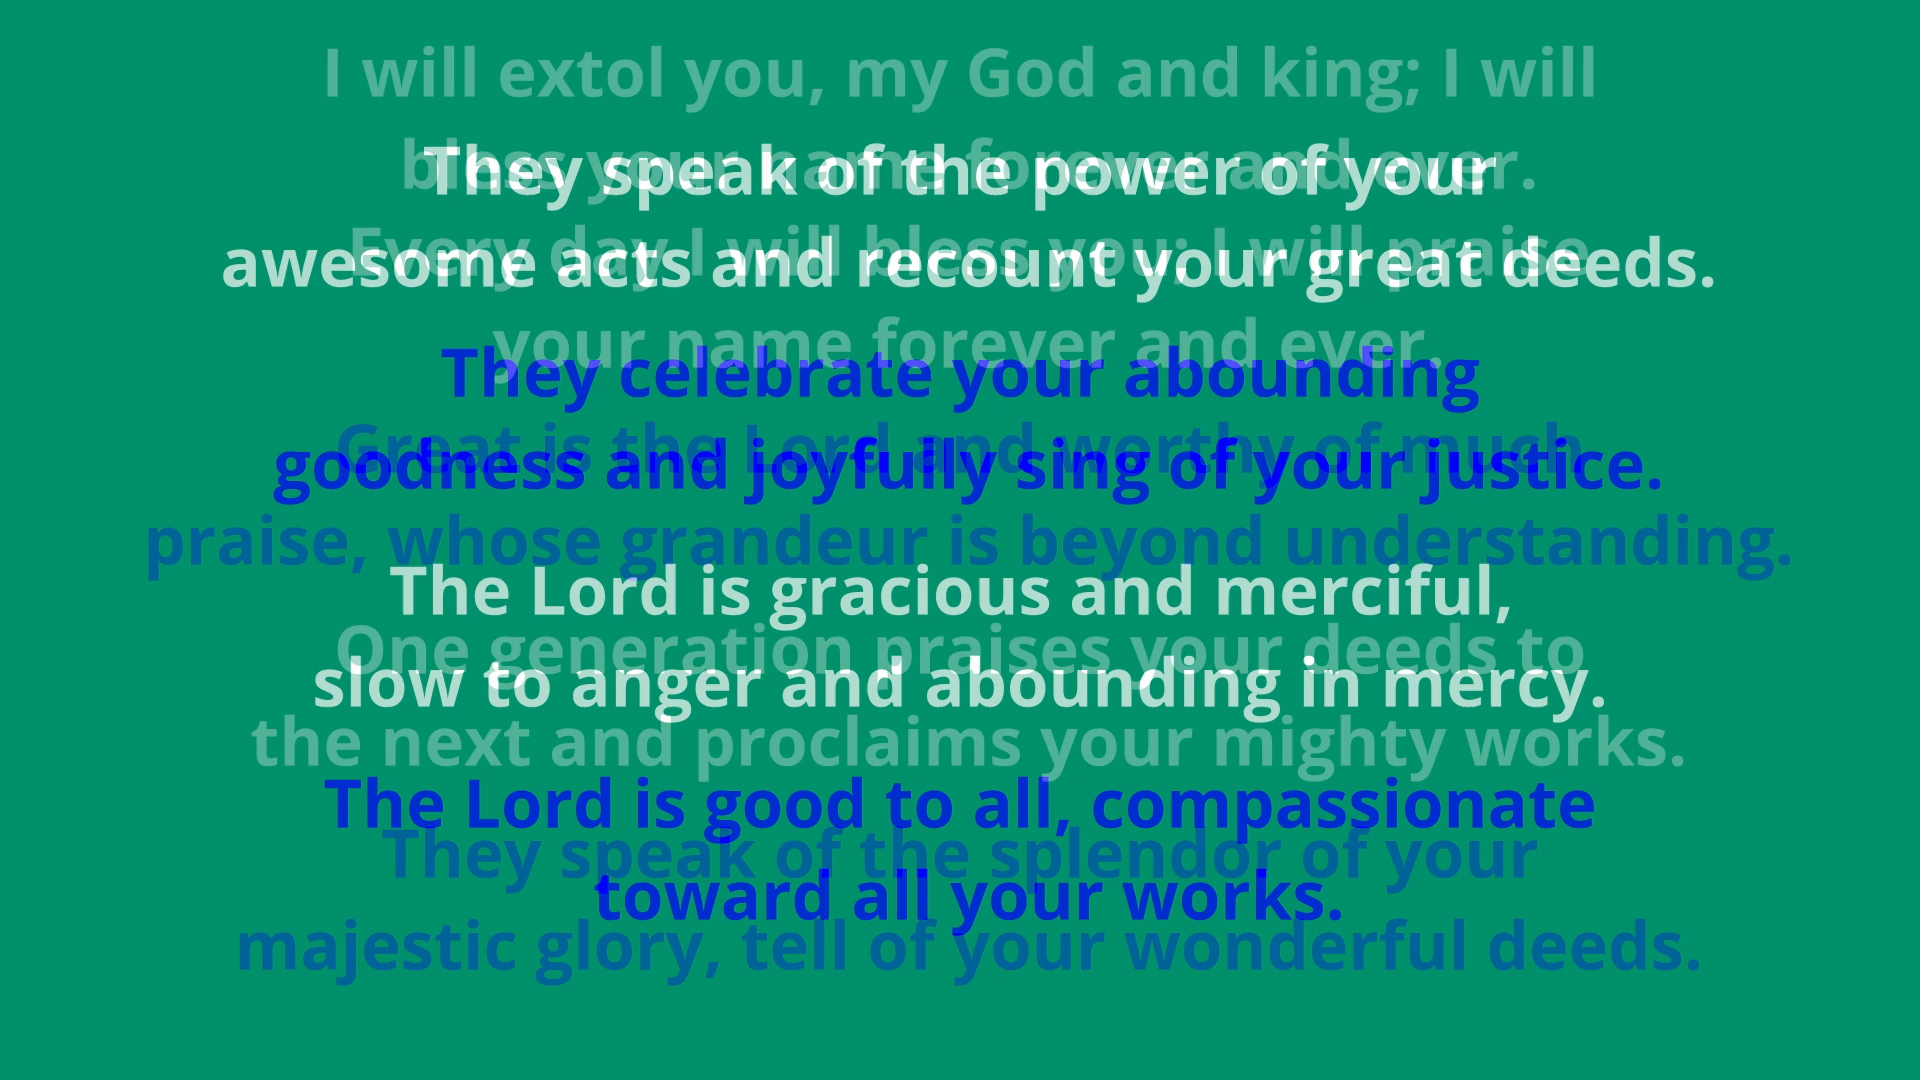 I will extol you, my God and king; I will
bless your name forever and ever.
Every day I will bless you; I will praise
your name forever and ever.
Great is the Lord and worthy of much
praise, whose grandeur is beyond understanding.
One generation praises your deeds to
the next and proclaims your mighty works.
They speak of the splendor of your
majestic glory, tell of your wonderful deeds.
They speak of the power of your
awesome acts and recount your great deeds.
They celebrate your abounding
goodness and joyfully sing of your justice.
The Lord is gracious and merciful,
slow to anger and abounding in mercy.
The Lord is good to all, compassionate
toward all your works.